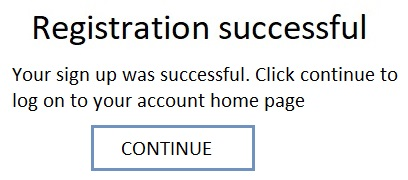 Registration successful
Your sign up was successful. Click continue to
log on to your account home page
CONTINUE